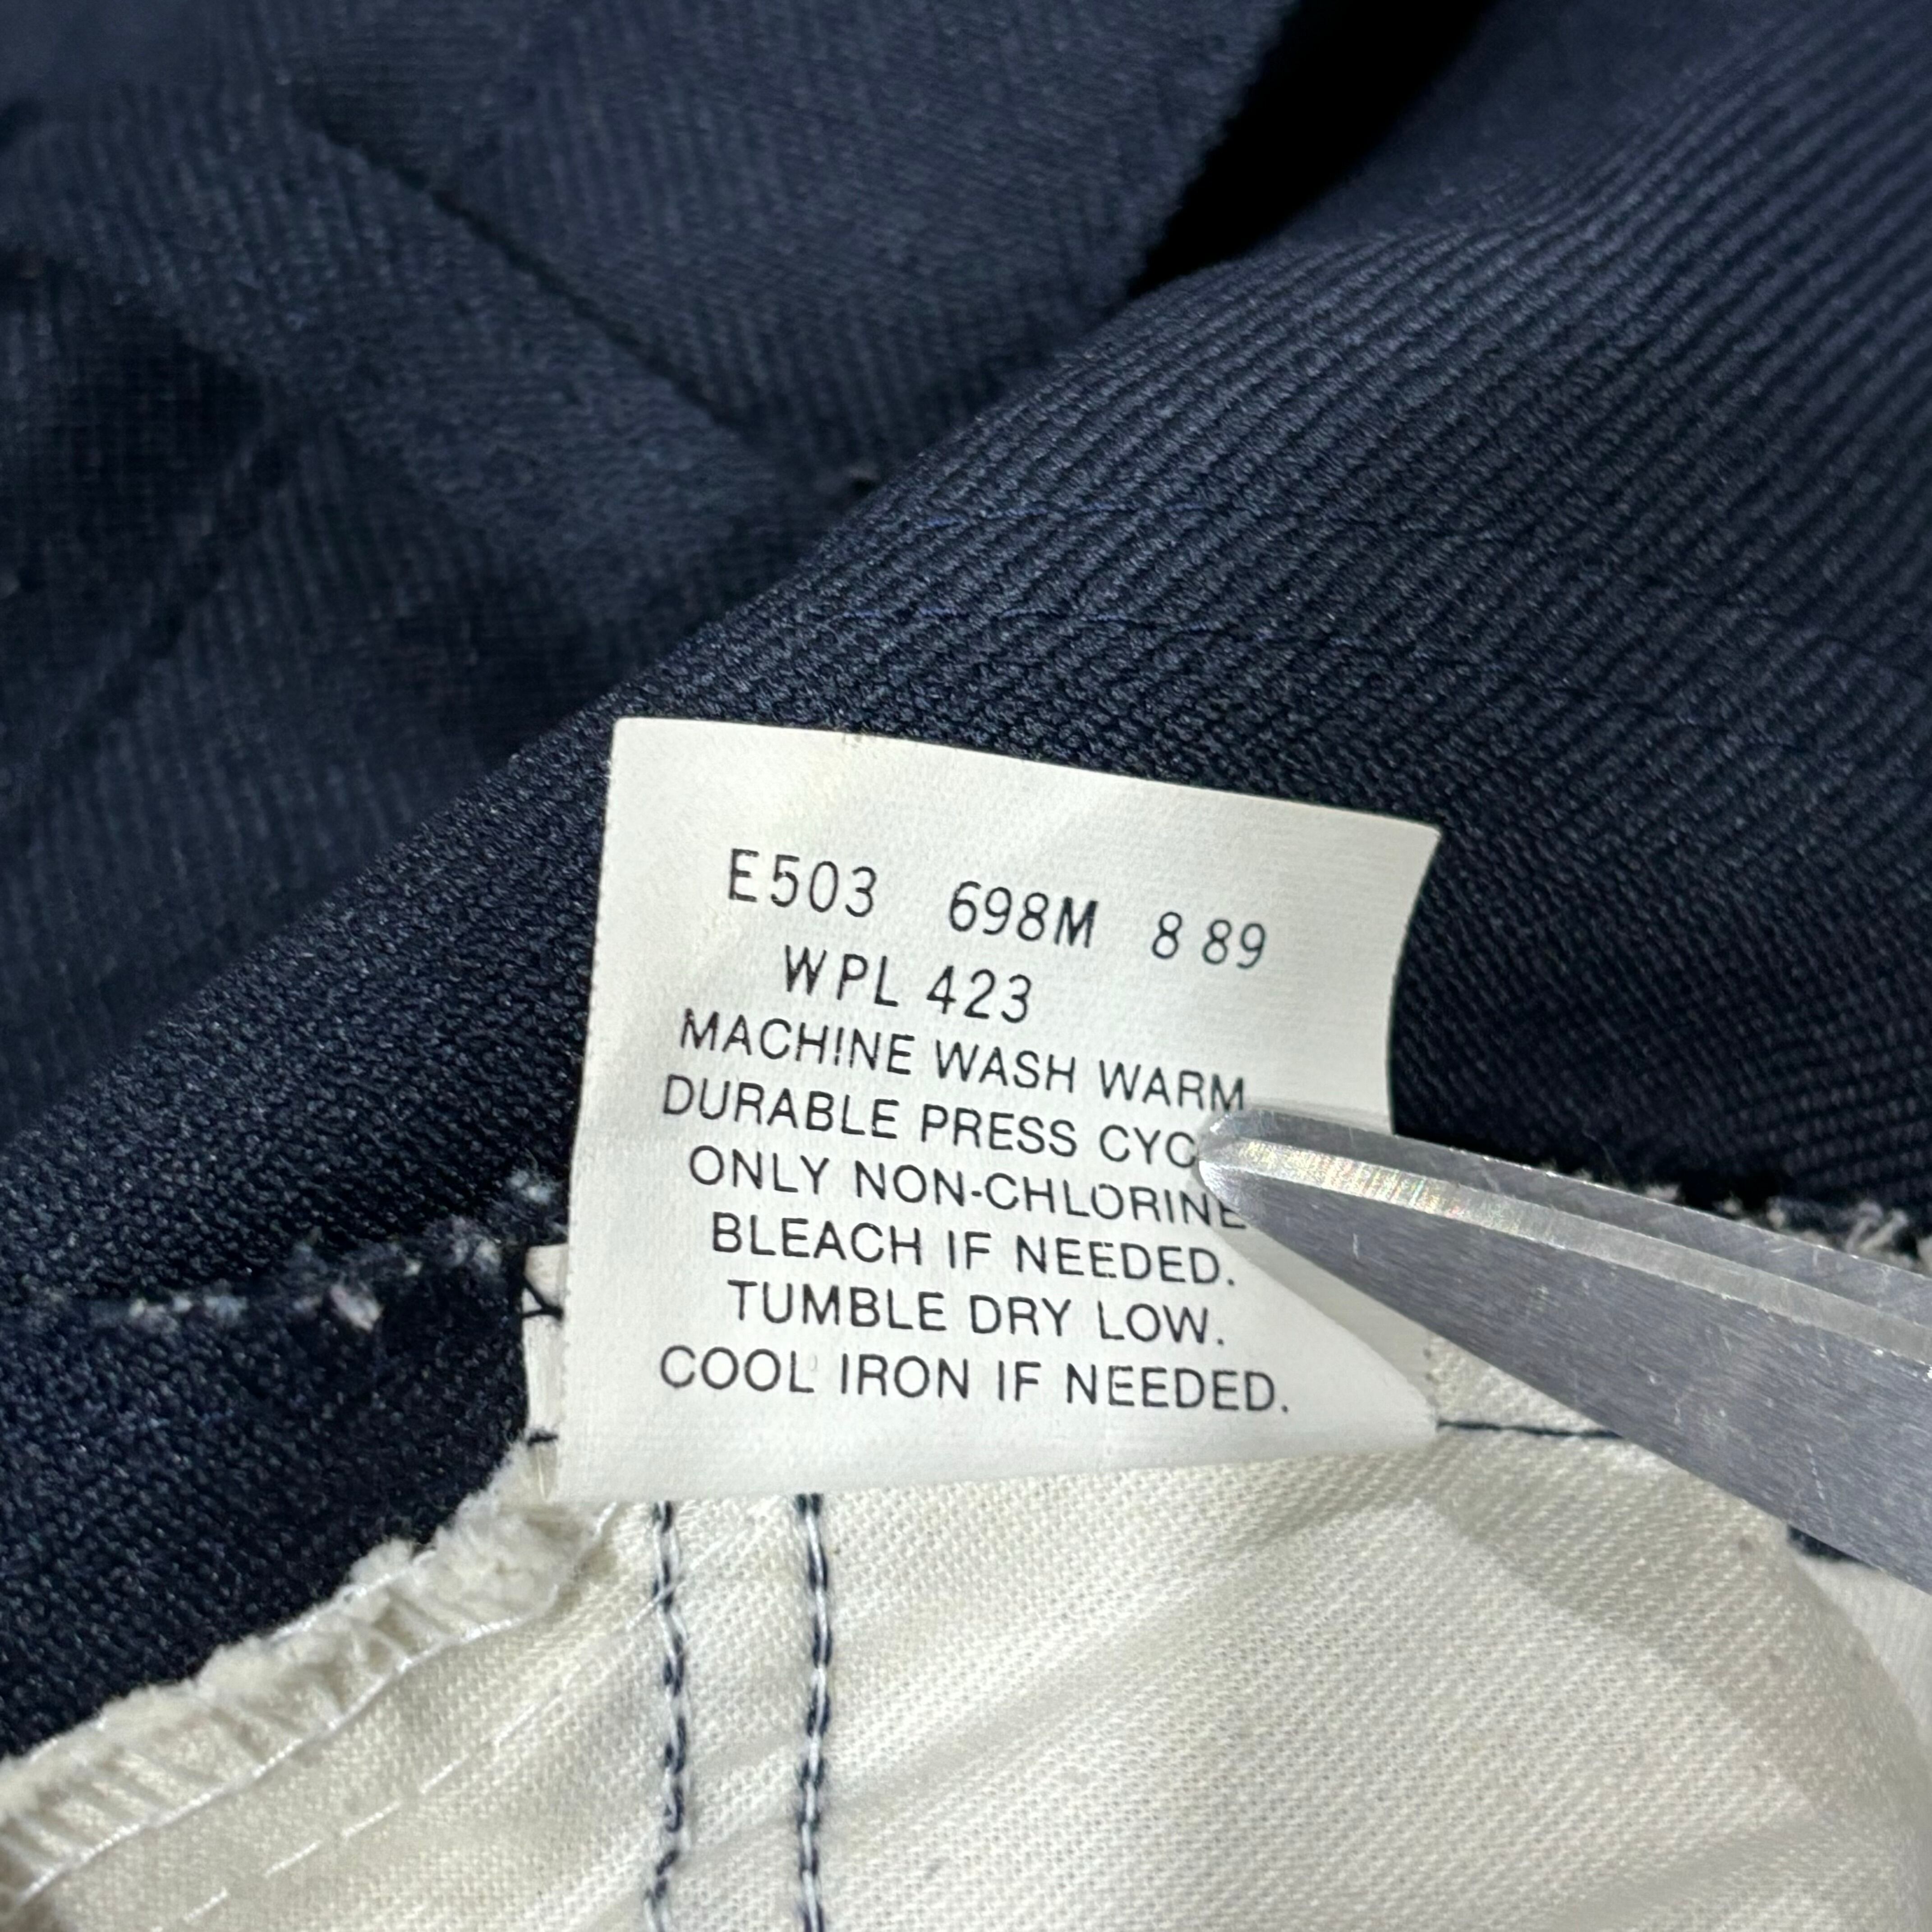 E503 698M 8 89
WPL 423
MACHINE WASH WARM
DURABLE PRESS CYC
ONLY NON-CHLORINE
BLEACH IF NEEDED.
TUMBLE DRY LOW.
COOL IRON IF NEEDED.